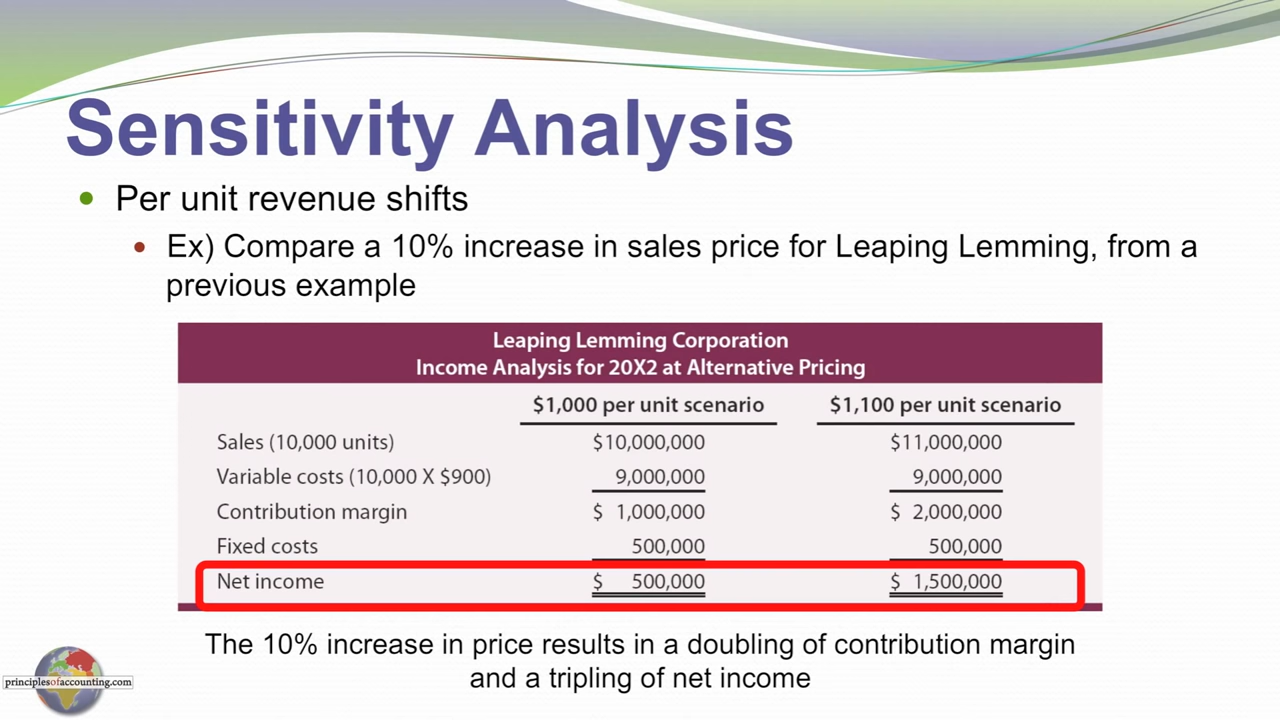 Sensitivity Analysis
• Per unit revenue shifts
• Ex) Compare a 10% increase in sales price for Leaping Lemming, from a
previous example
Leaping Lemming Corporation
Income Analysis for 20X2 at Alternative Pricing
$1,000 per unit scenario $1,100 per unit scenario
Sales (10,000 units) $10,000,000 $11,000,000
Variable costs (10,000 X $900) 9,000,000 9,000,000
Contribution margin $ 1,000,000 $ 2,000,000
Fixed costs 500,000 500,000
Net income $ 500,000 $ 1,500,000
The 10% increase in price results in a doubling of contribution margin
and a tripling of net income
principlesofaccounting.com